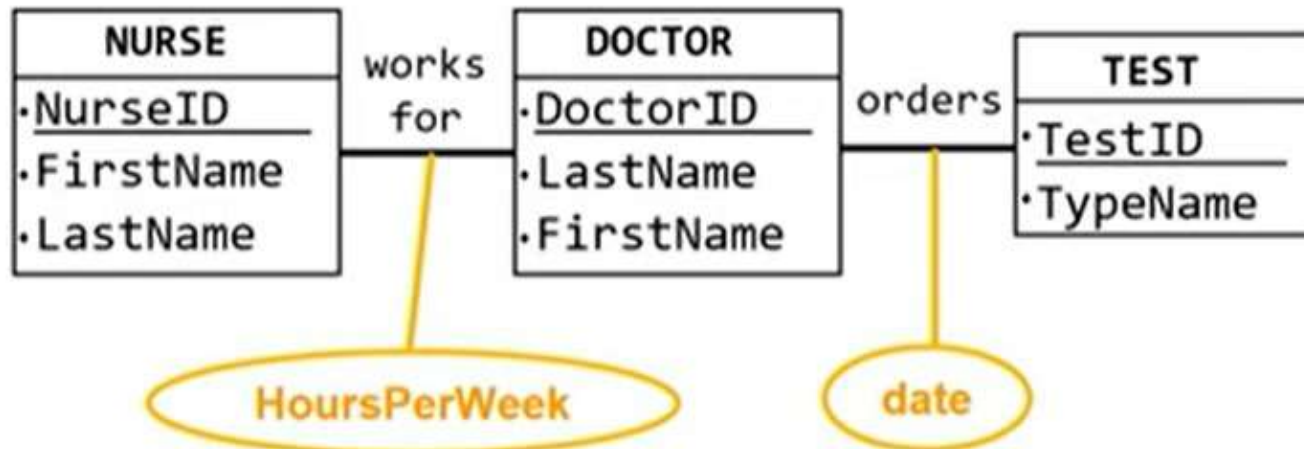 NURSE
·NurseID
·FirstName
·LastName
works
for
DOCTOR
·DoctorID
·LastName
·FirstName
orders
TEST
·TestID
·TypeName
HoursPerWeek
date